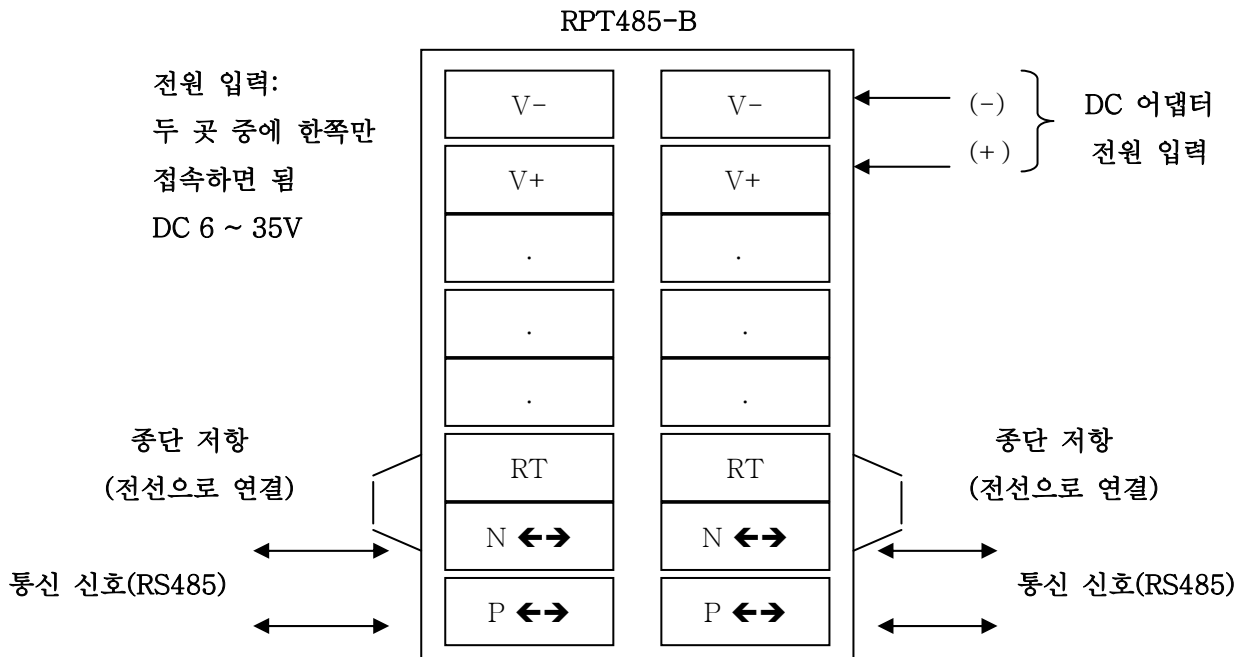 RPT485-B
전원 입력:
두 곳 중에 한쪽만
접속하면 됨
DC 6 ~ 35V
V- V-
V+ V+
. .
. .
. .
RT RT
N ←→ N ←→
P ←→ P ←→
(-)
(+)
DC 어댑터
전원 입력
종단 저항
(전선으로 연결)
통신 신호(RS485)
종단 저항
(전선으로 연결)
통신 신호(RS485)